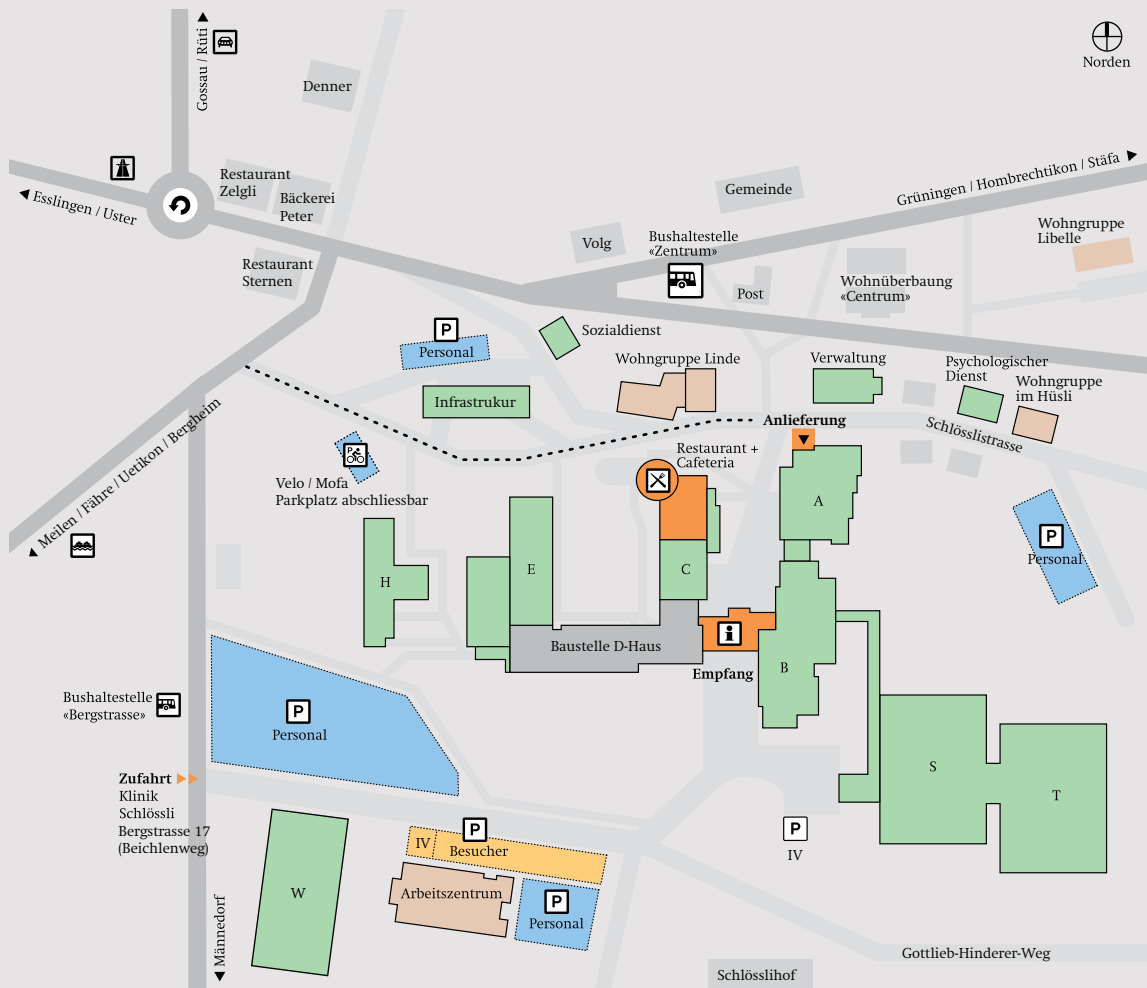 Gossau / Rüti
Norden
Denner
Esslingen / Uster
Restaurant
Zelgli
Bäckerei
Peter
Restaurant
Sternen
Gemeinde
Grüningen / Hombrechtikon / Stäfa
Wohngruppe
Libelle
Volg
Bushaltestelle
«Zentrum»
Post
Wohnüberbaung
«Centrum»
P
Personal
Sozialdienst
Infrastrukur
Wohngruppe Linde
Verwaltung
Psychologischer
Dienst
Wohngruppe
im Hüsli
Schlösslistrasse
Anlieferung
Meilen / Fähre / Uetikon / Bergheim
P
Velo / Mofa
Parkplatz abschliessbar
Restaurant +
Cafeteria
A
P
Personal
H
E
C
Baustelle D-Haus
i
Empfang
B
Bushaltestelle
«Bergstrasse»
P
Personal
Zufahrt
Klinik
Schlössli
Bergstrasse 17
(Beichlenweg)
S
T
P
IV
P
IV
Besucher
W
Arbeitszentrum
P
Personal
Männedorf
Gottlieb-Hinderer-Weg
Schlösslihof